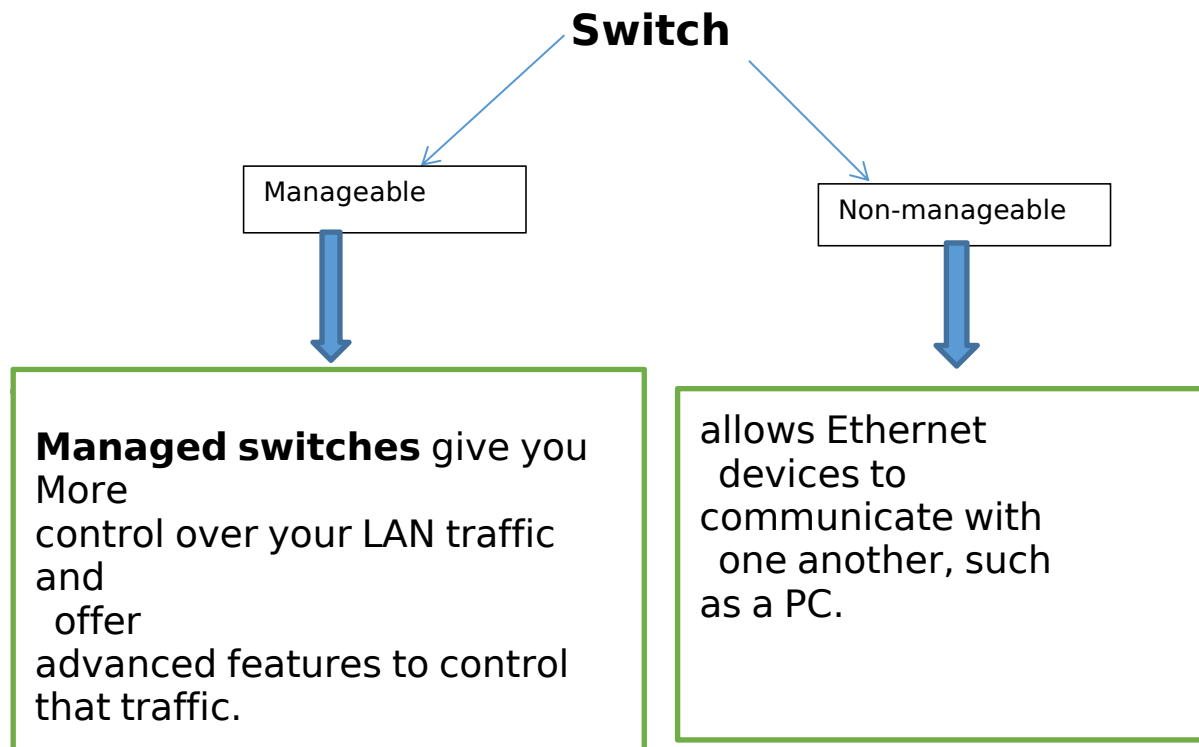 Switch
Manageable
Non-manageable
Managed switches give you
More
control over your LAN traffic
and
offer
advanced features to control
that traffic.
allows Ethernet
devices to
communicate with
one another, such
as a PC.